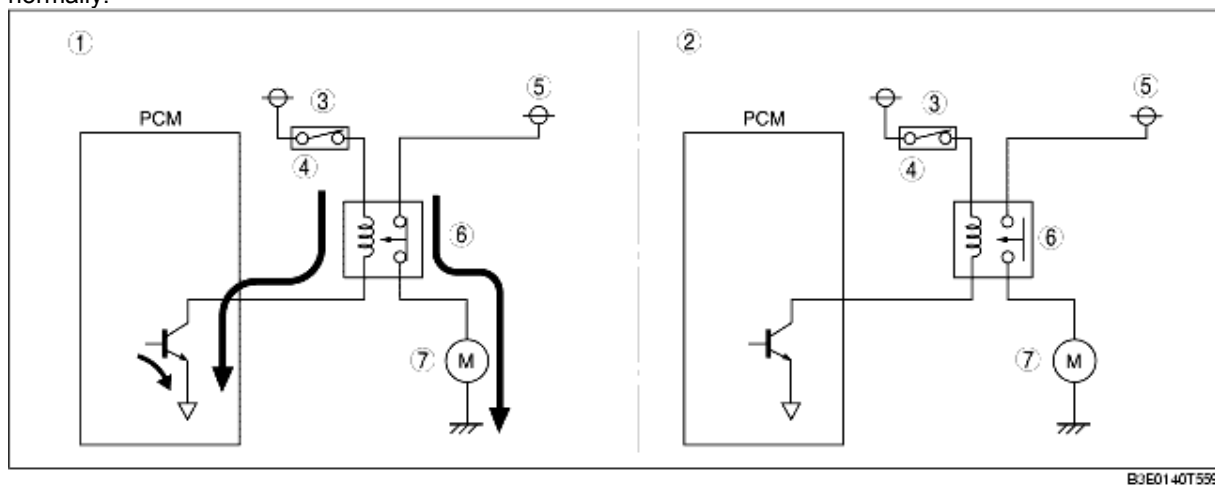 normally.
① ②
③ ⑤ ③ ⑤
PCM PCM
④ ④
⑥ ⑥
⑦ M ⑦ M
B3E0140T559